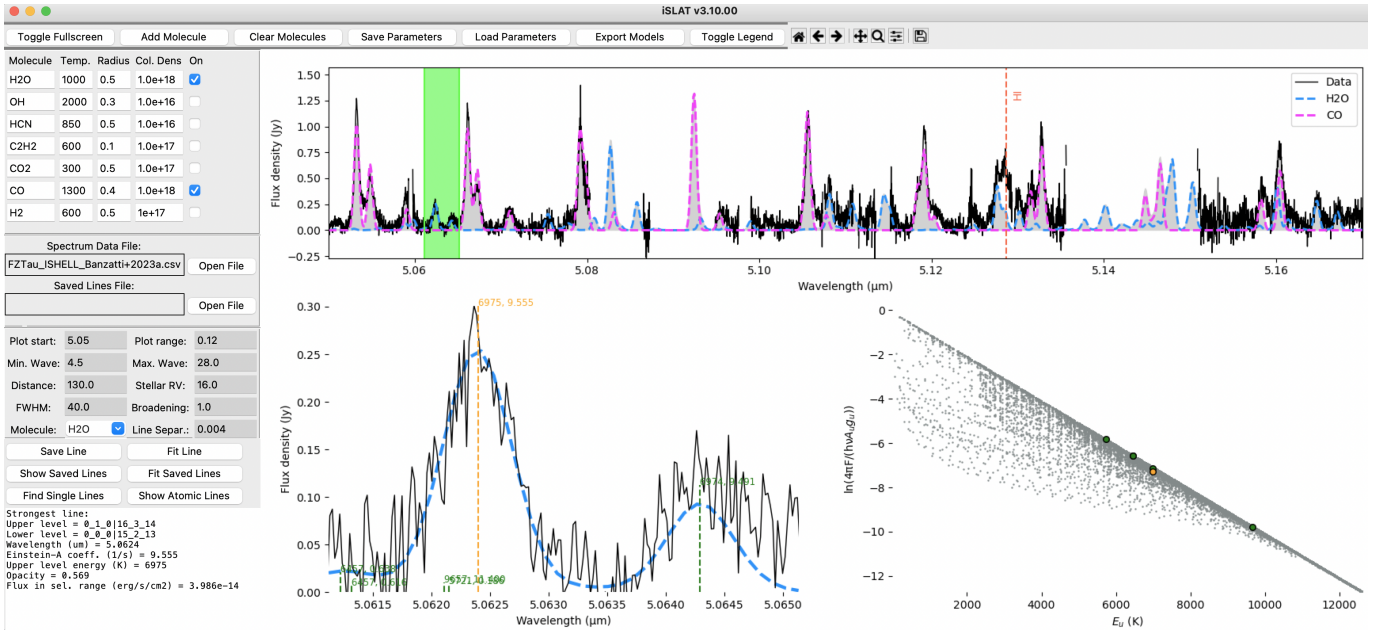 iSLAT v3.10.00
Toggle Fullscreen Add Molecule Clear Molecules Save Parameters Load Parameters Export Models Toggle Legend
Molecule Temp. Radius Col. Dens On
H2O 1000 0.5 1.0e+18
OH 2000 0.3 1.0e+16
HCN 850 0.5 1.0e+16
C2H2 600 0.1 1.0e+17
CO2 300 0.5 1.0e+17
CO 1300 0.4 1.0e+18
H2 600 0.5 1e+17
Spectrum Data File:
FZTau_ISHELL_Banzatti+2023a.csv Open File
Saved Lines File:
Open File
Plot start: 5.05 Plot range: 0.12
Min. Wave: 4.5 Max. Wave: 28.0
Distance: 130.0 Stellar RV: 16.0
FWHM: 40.0 Broadening: 1.0
Molecule: H2O Line Separ.: 0.004
Save Line Fit Line
Show Saved Lines Fit Saved Lines
Find Single Lines Show Atomic Lines
Strongest line:
Upper level = 0_1_0|16_3_14
Lower level = 0_0_0|15_2_13
Wavelength (um) = 5.0624
Einstein-A coeff. (1/s) = 9.555
Upper level energy (K) = 6975
Opacity = 0.569
Flux in sel. range (erg/s/cm2) = 3.986e-14
Flux density (Jy)
1.50
1.25
1.00
0.75
0.50
0.25
0.00
−0.25
HI
Data
H2O
CO
5.06 5.08 5.10 5.12 5.14 5.16
Wavelength (μm)
Flux density (Jy)
0.30
0.25
0.20
0.15
0.10
0.05
0.00
6975, 9.555
6974, 9.491
5.0615 5.0620 5.0625 5.0630 5.0635 5.0640 5.0645 5.0650
Wavelength (μm)
ln(4πF/(hνA_u g_u))
0
−2
−4
−6
−8
−10
−12
2000 4000 6000 8000 10000 12000
E_u (K)